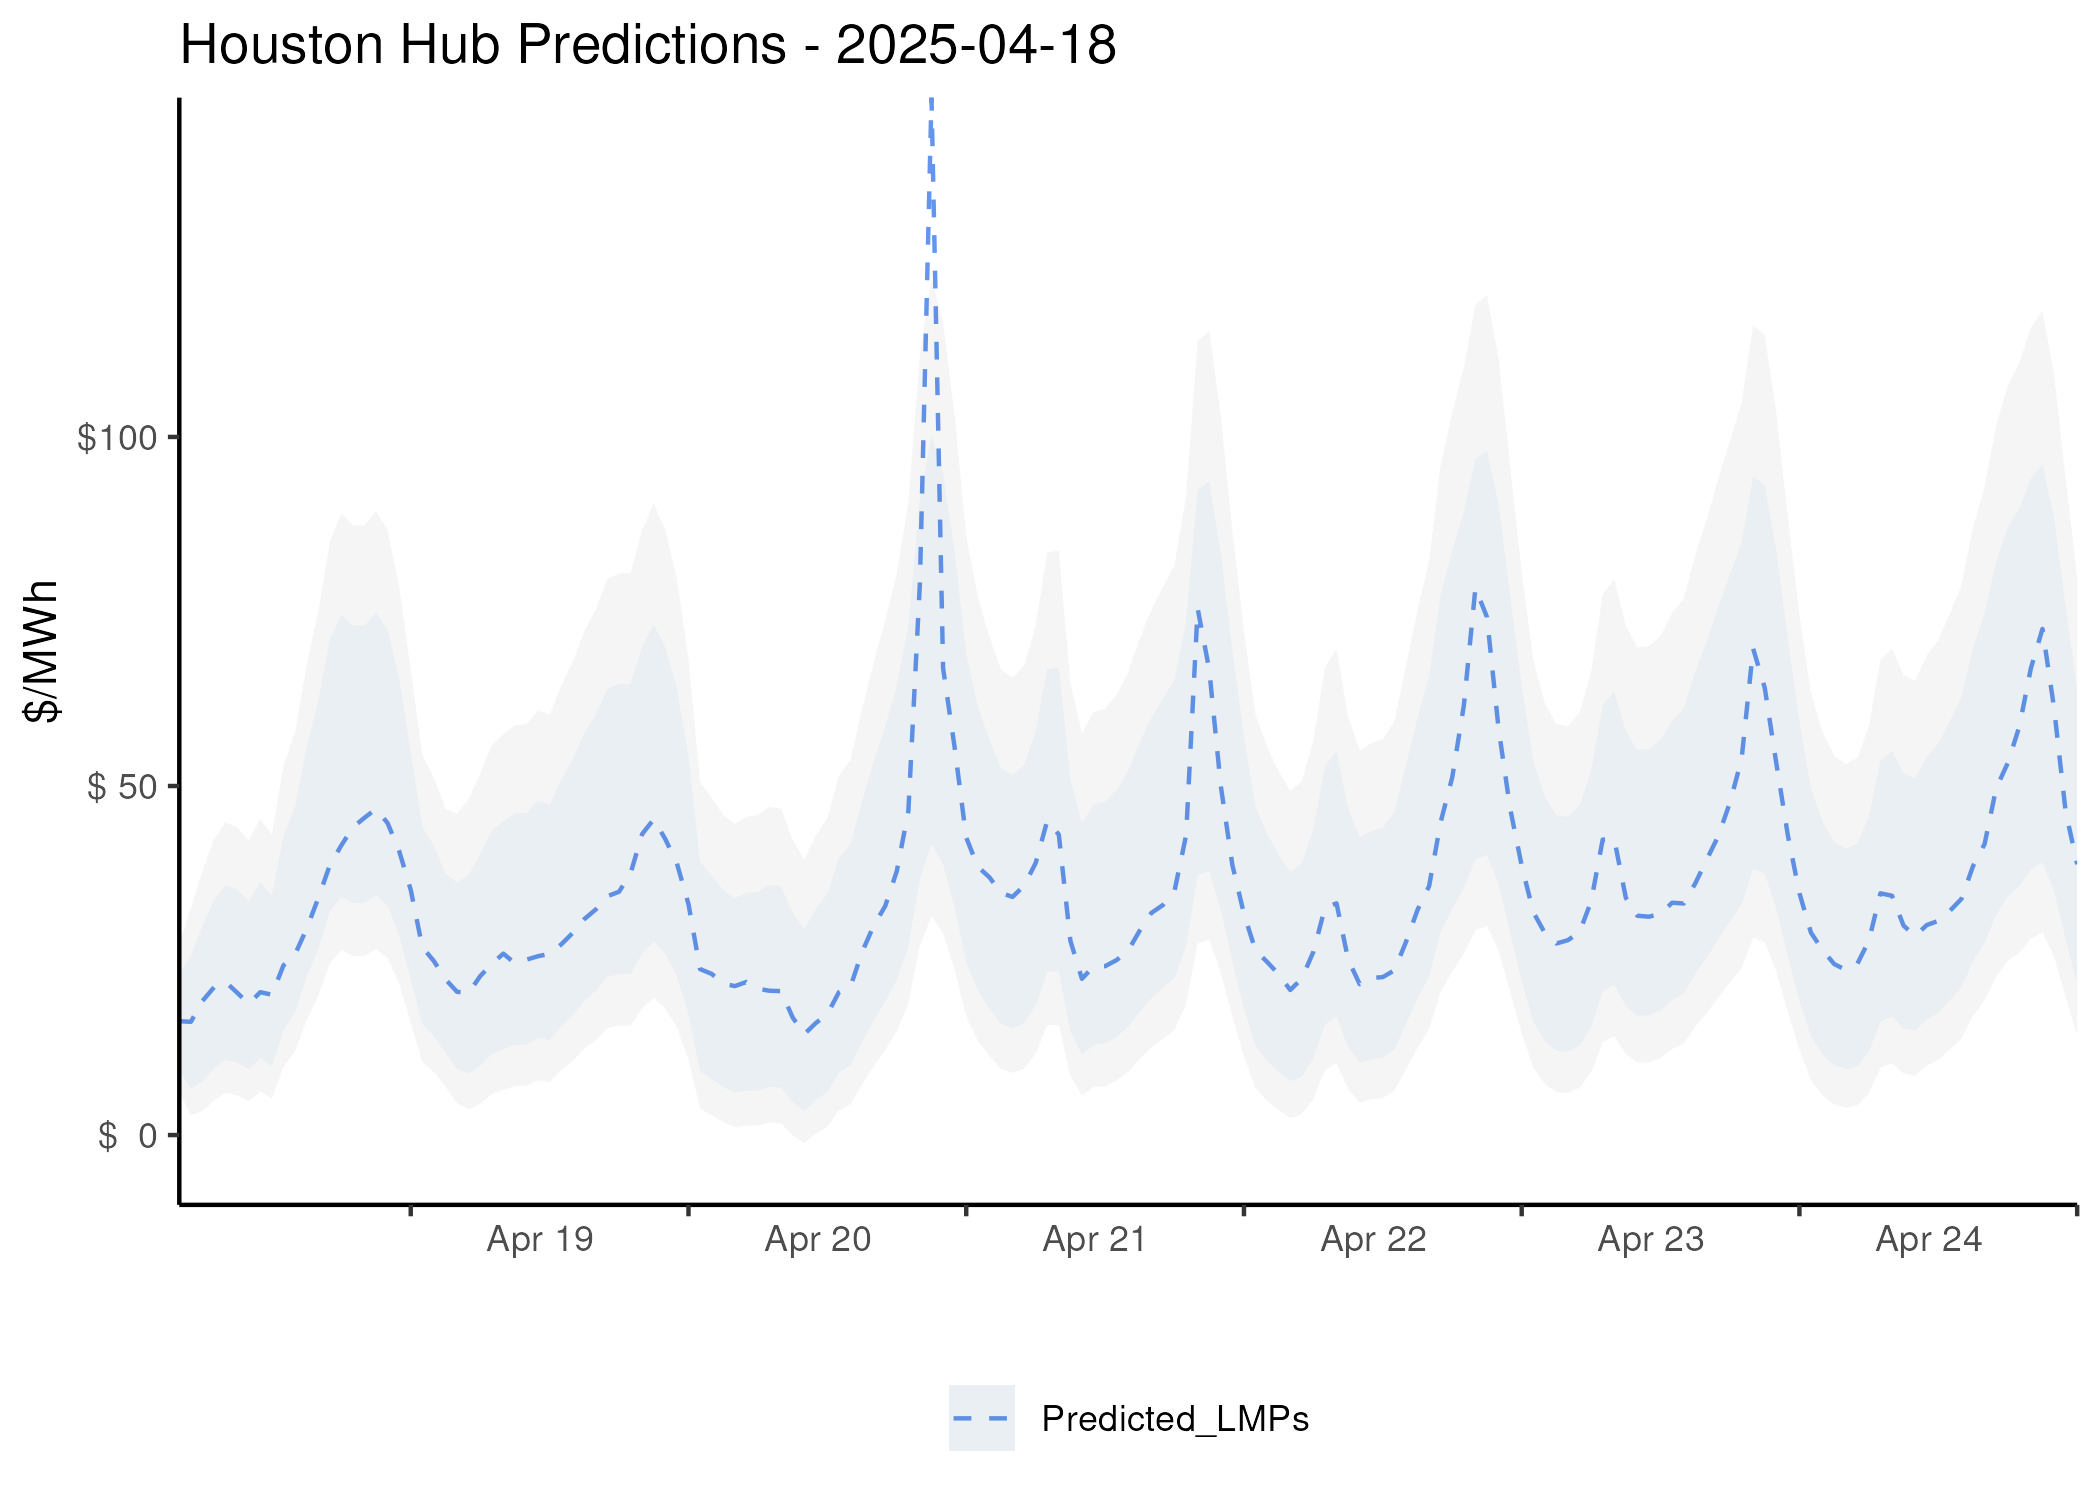 Houston Hub Predictions - 2025-04-18
$/MWh
$100
$ 50
$ 0
Apr 19
Apr 20
Apr 21
Apr 22
Apr 23
Apr 24
Predicted_LMPs